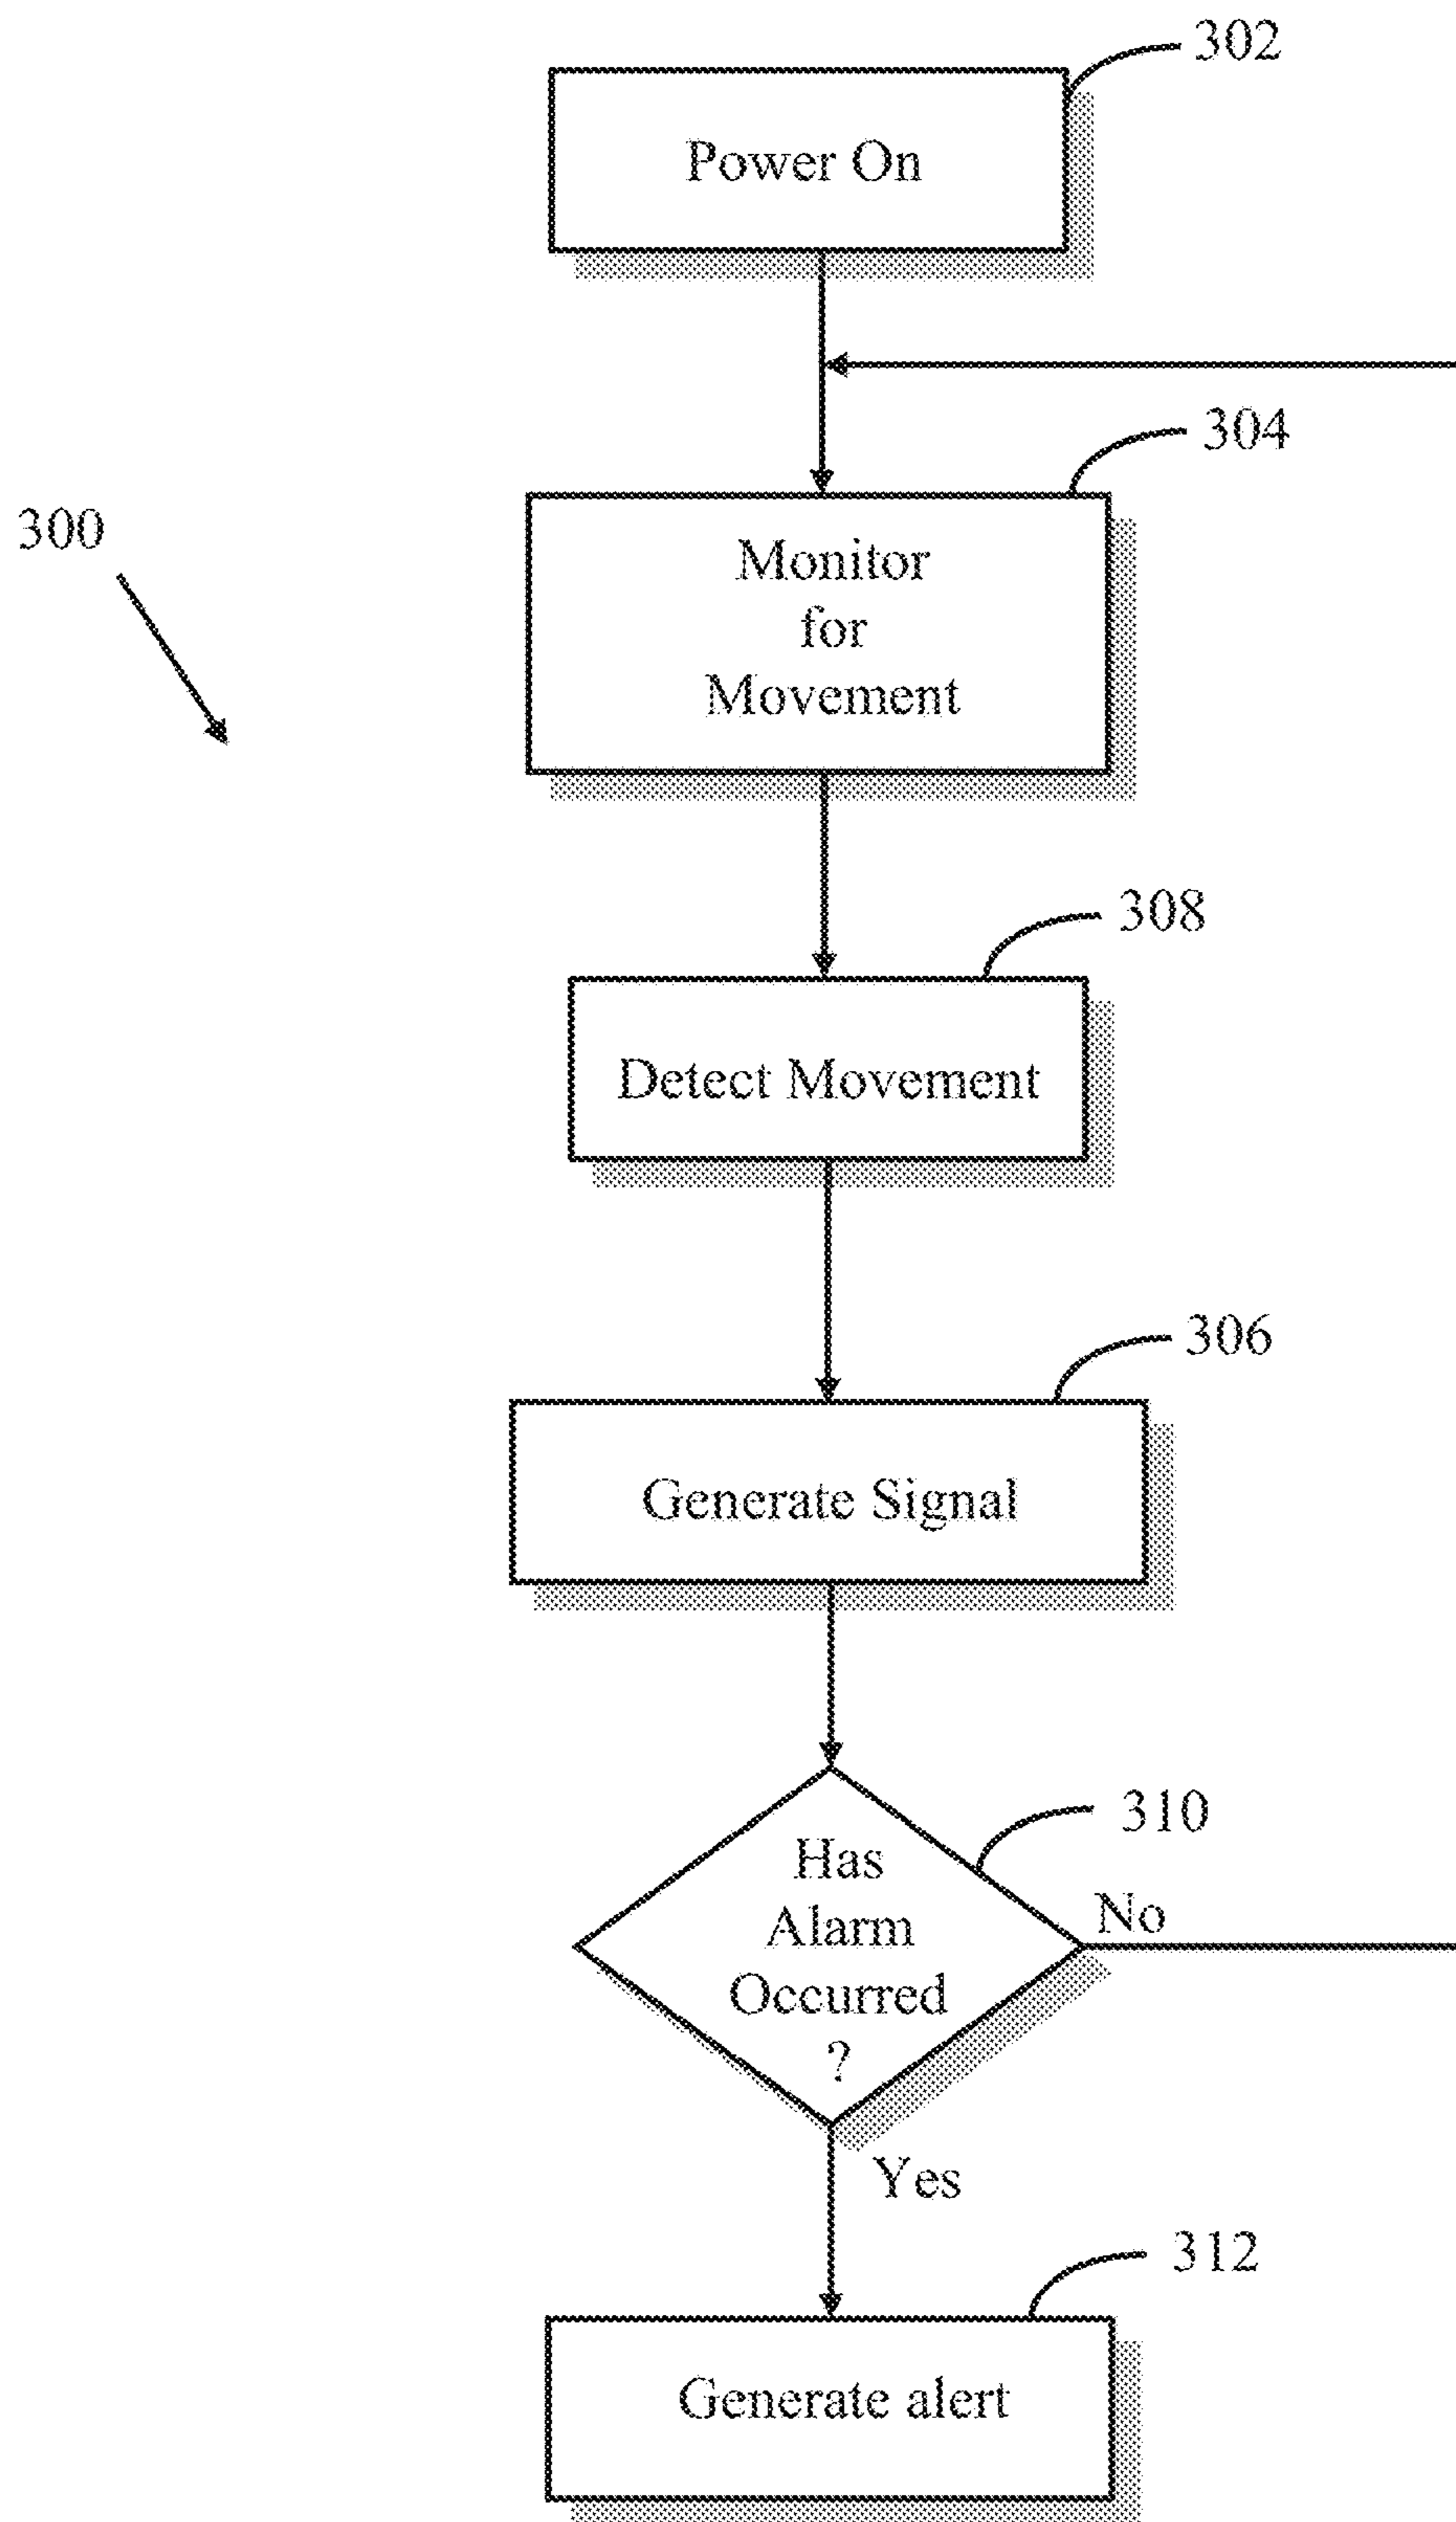 302
Power On
304
300
Monitor
for
Movement
308
Detect Movement
306
Generate Signal
310
Has
Alarm
Occurred
?
No
Yes
312
Generate alert